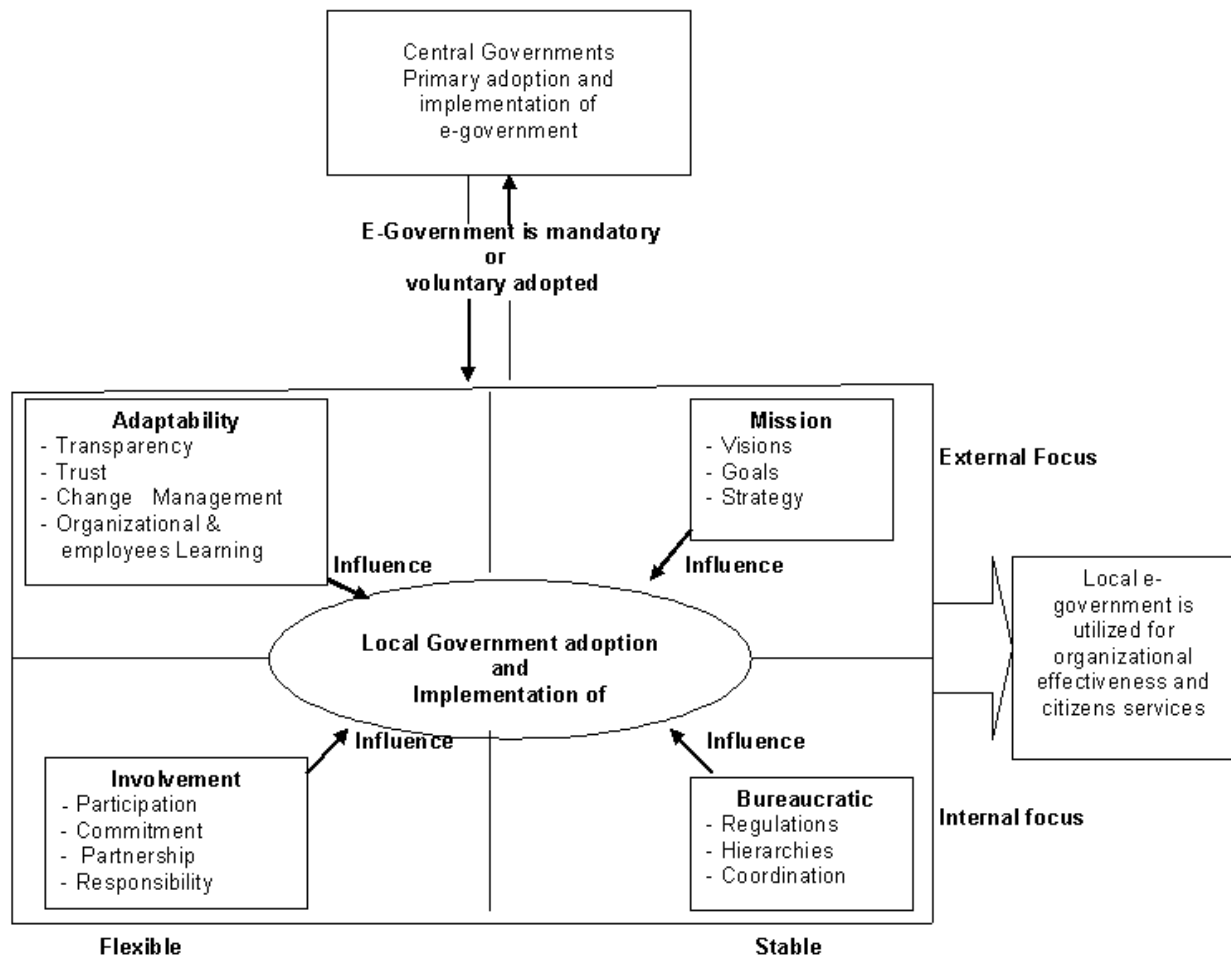 Central Governments
Primary adoption and
implementation of
e-government
E-Government is mandatory
or
voluntary adopted
Adaptability
- Transparency
- Trust
- Change Management
- Organizational &
employees Learning
Influence
Mission
- Visions
- Goals
- Strategy
Influence
External Focus
Local Government adoption
and
Implementation of
Local e-
government is
utilized for
organizational
effectiveness and
citizens services
Influence
Involvement
- Participation
- Commitment
- Partnership
- Responsibility
Influence
Bureaucratic
- Regulations
- Hierarchies
- Coordination
Internal focus
Flexible
Stable